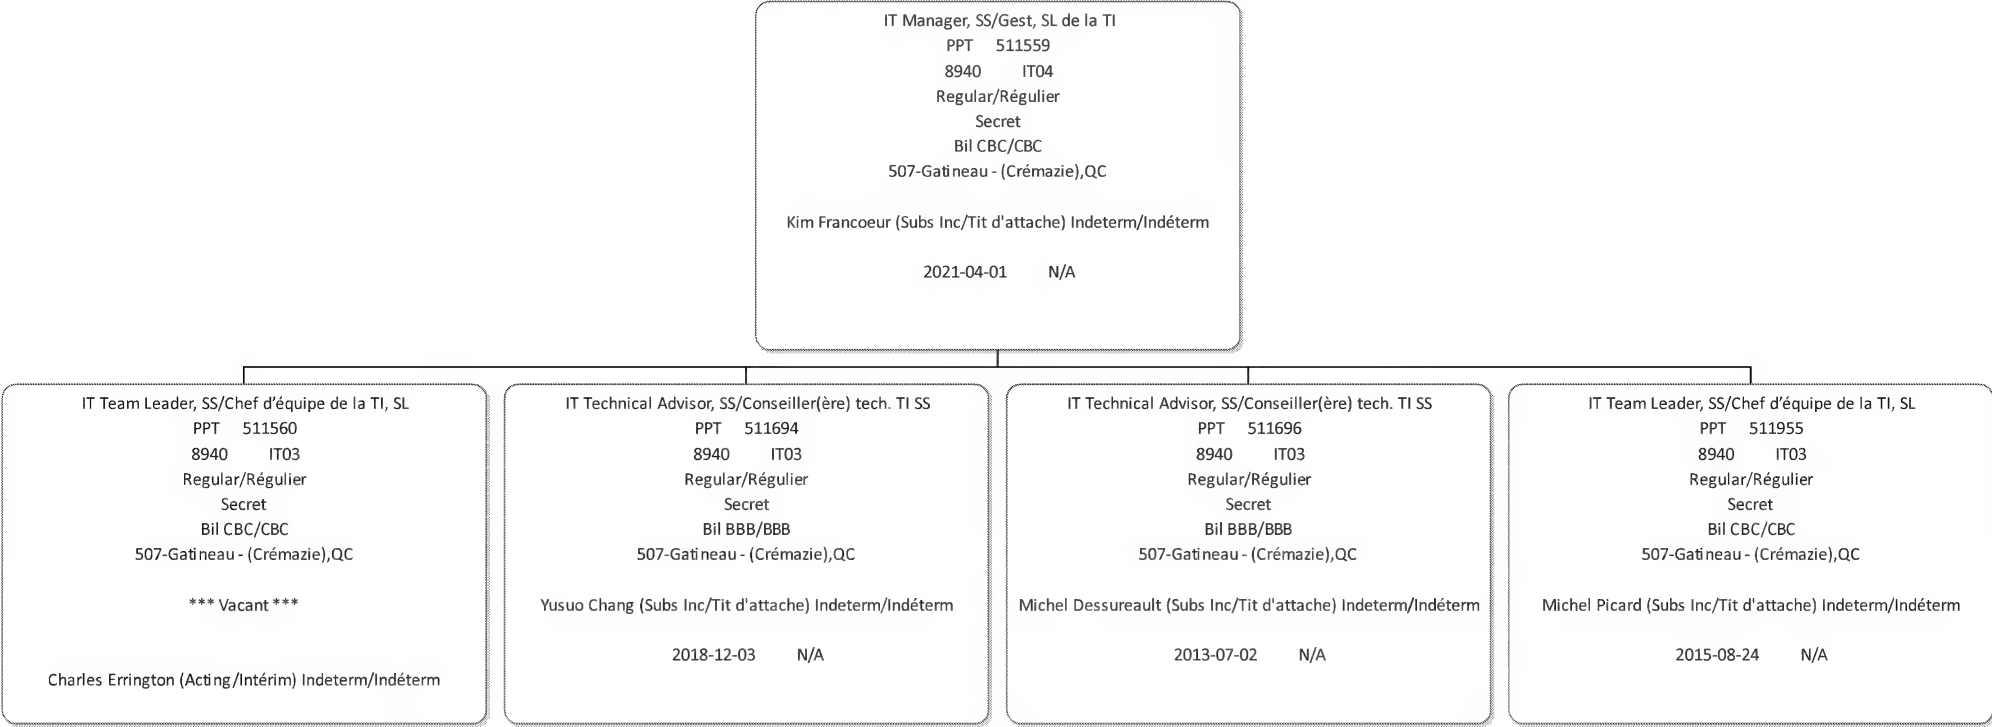 IT Manager, SS/Gest, SL de la TI
PPT 511559
8940 IT04
Regular/Régulier
Secret
Bil CBC/CBC
507-Gatineau - (Crémazie),QC
Kim Francoeur (Subs Inc/Tit d'attache) Indeterm/Indéterm
2021-04-01 N/A
IT Team Leader, SS/Chef d’équipe de la TI, SL
PPT 511560
8940 IT03
Regular/Régulier
Secret
Bil CBC/CBC
507-Gatineau - (Crémazie),QC
*** Vacant ***
Charles Errington (Acting/Intérim) Indeterm/Indéterm
IT Technical Advisor, SS/Conseiller(ère) tech. TI SS
PPT 511694
8940 IT03
Regular/Régulier
Secret
Bil BBB/BBB
507-Gatineau - (Crémazie),QC
Yusuo Chang (Subs Inc/Tit d'attache) Indeterm/Indéterm
2018-12-03 N/A
IT Technical Advisor, SS/Conseiller(ère) tech. TI SS
PPT 511696
8940 IT03
Regular/Régulier
Secret
Bil BBB/BBB
507-Gatineau - (Crémazie),QC
Michel Dessureault (Subs Inc/Tit d'attache) Indeterm/Indéterm
2013-07-02 N/A
IT Team Leader, SS/Chef d’équipe de la TI, SL
PPT 511955
8940 IT03
Regular/Régulier
Secret
Bil CBC/CBC
507-Gatineau - (Crémazie),QC
Michel Picard (Subs Inc/Tit d'attache) Indeterm/Indéterm
2015-08-24 N/A